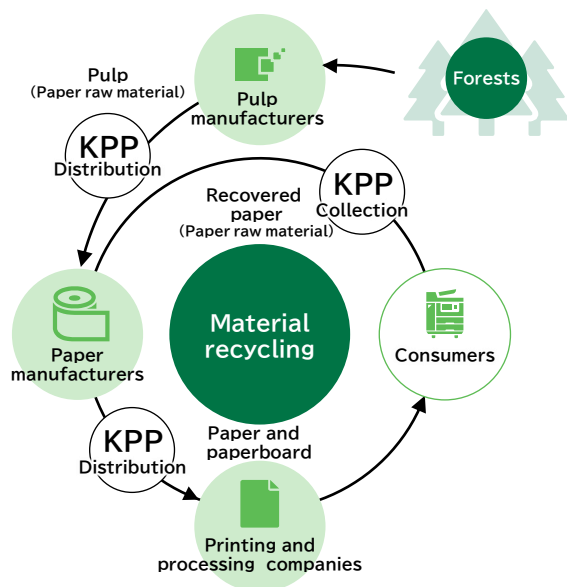 Forests
Pulp
(Paper raw material)
Pulp
manufacturers
KPP
Distribution
KPP
Collection
Recovered
paper
(Paper raw material)
Material
recycling
Paper
manufacturers
Consumers
KPP
Distribution
Paper and
paperboard
Printing and
processing companies